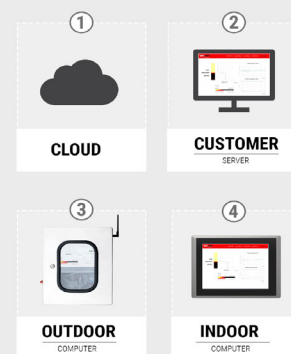 1
2
CLOUD
CUSTOMER
SERVER
3
4
OUTDOOR
COMPUTER
INDOOR
COMPUTER